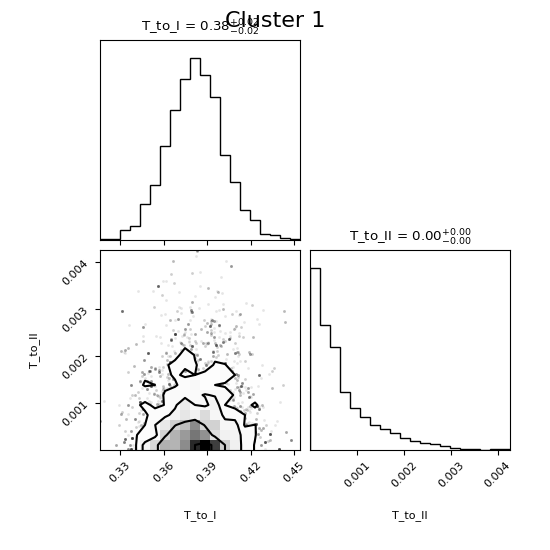 Cluster 1
T_to_I = 0.38
-0.02
T_to_II = 0.00+0.00
-0.00
0.004
0.003
0.002
0.001
T_to_II
0.33 0.36 0.39 0.42 0.45
0.001 0.002 0.003 0.004
T_to_I
T_to_II